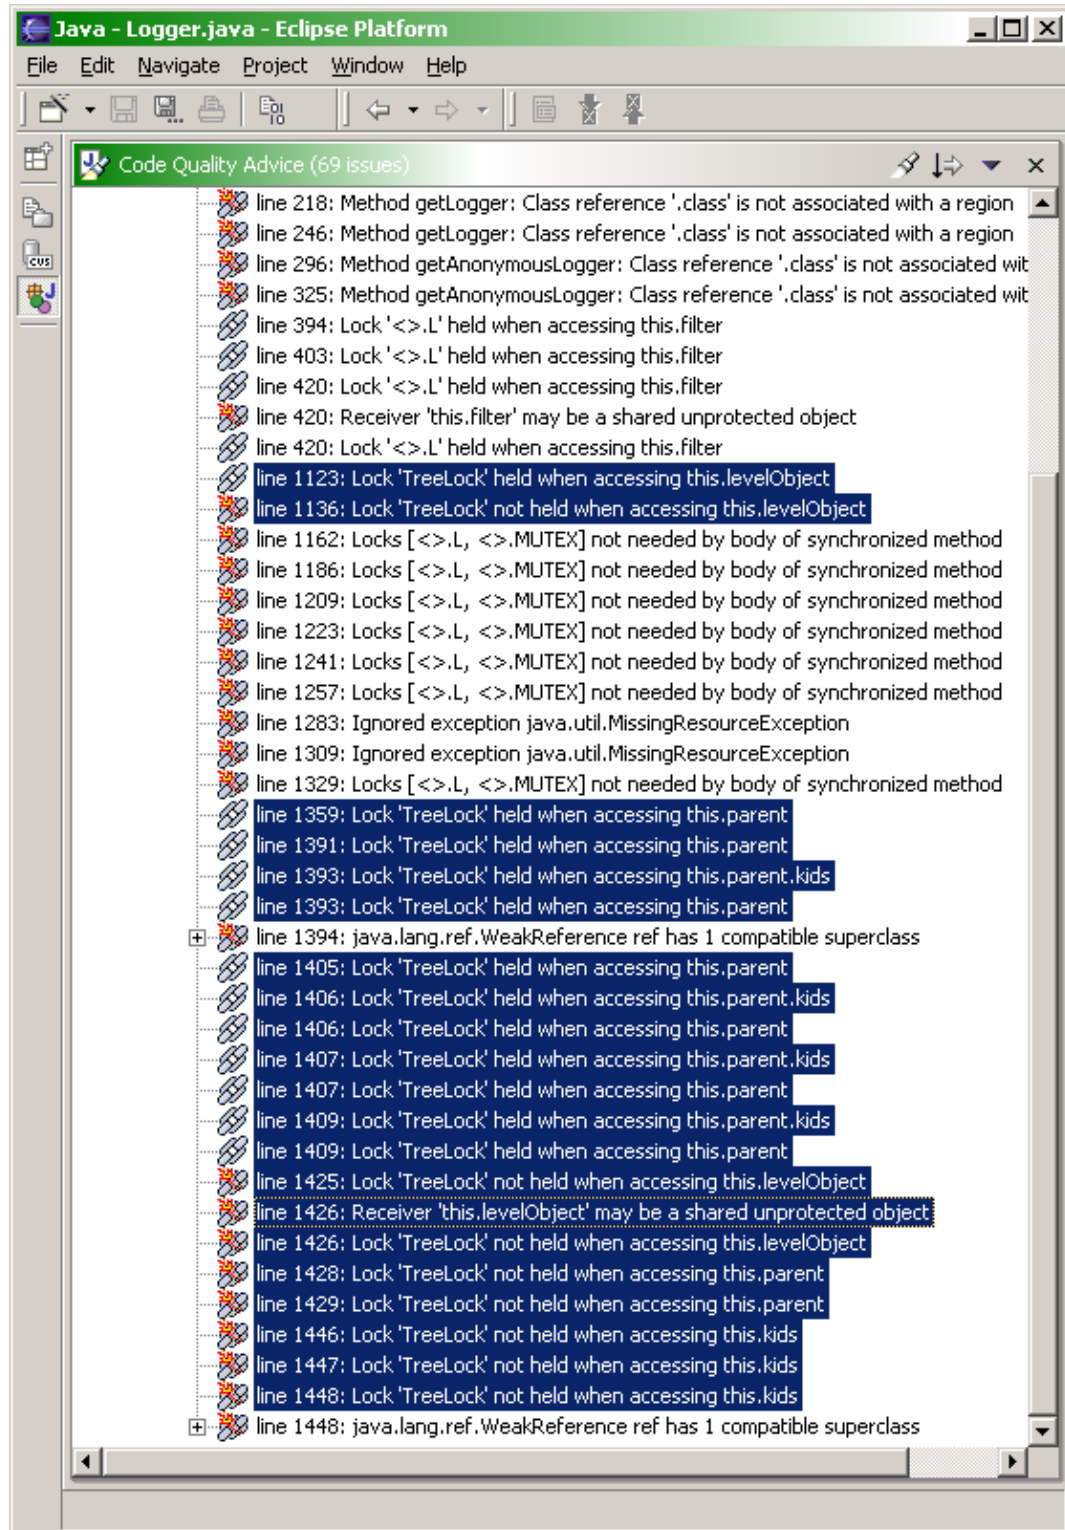 Java - Logger.java - Eclipse Platform
File Edit Navigate Project Window Help
Code Quality Advice (69 issues)
line 218: Method getLogger: Class reference '.class' is not associated with a region
line 246: Method getLogger: Class reference '.class' is not associated with a region
line 296: Method getAnonymousLogger: Class reference '.class' is not associated wit
line 325: Method getAnonymousLogger: Class reference '.class' is not associated wit
line 394: Lock '<>.L' held when accessing this.filter
line 403: Lock '<>.L' held when accessing this.filter
line 420: Lock '<>.L' held when accessing this.filter
line 420: Receiver 'this.filter' may be a shared unprotected object
line 420: Lock '<>.L' held when accessing this.filter
line 1123: Lock 'TreeLock' held when accessing this.levelObject
line 1136: Lock 'TreeLock' not held when accessing this.levelObject
line 1162: Locks [<>.L, <>.MUTEX] not needed by body of synchronized method
line 1186: Locks [<>.L, <>.MUTEX] not needed by body of synchronized method
line 1209: Locks [<>.L, <>.MUTEX] not needed by body of synchronized method
line 1223: Locks [<>.L, <>.MUTEX] not needed by body of synchronized method
line 1241: Locks [<>.L, <>.MUTEX] not needed by body of synchronized method
line 1257: Locks [<>.L, <>.MUTEX] not needed by body of synchronized method
line 1283: Ignored exception java.util.MissingResourceException
line 1309: Ignored exception java.util.MissingResourceException
line 1329: Locks [<>.L, <>.MUTEX] not needed by body of synchronized method
line 1359: Lock 'TreeLock' held when accessing this.parent
line 1391: Lock 'TreeLock' held when accessing this.parent
line 1393: Lock 'TreeLock' held when accessing this.parent.kids
line 1393: Lock 'TreeLock' held when accessing this.parent
line 1394: java.lang.ref.WeakReference ref has 1 compatible superclass
line 1405: Lock 'TreeLock' held when accessing this.parent
line 1406: Lock 'TreeLock' held when accessing this.parent.kids
line 1406: Lock 'TreeLock' held when accessing this.parent
line 1407: Lock 'TreeLock' held when accessing this.parent.kids
line 1407: Lock 'TreeLock' held when accessing this.parent
line 1409: Lock 'TreeLock' held when accessing this.parent.kids
line 1409: Lock 'TreeLock' held when accessing this.parent
line 1425: Lock 'TreeLock' not held when accessing this.levelObject
line 1426: Receiver 'this.levelObject' may be a shared unprotected object
line 1426: Lock 'TreeLock' not held when accessing this.levelObject
line 1428: Lock 'TreeLock' not held when accessing this.parent
line 1429: Lock 'TreeLock' not held when accessing this.parent
line 1446: Lock 'TreeLock' not held when accessing this.kids
line 1447: Lock 'TreeLock' not held when accessing this.kids
line 1448: Lock 'TreeLock' not held when accessing this.kids
line 1448: java.lang.ref.WeakReference ref has 1 compatible superclass
CVS